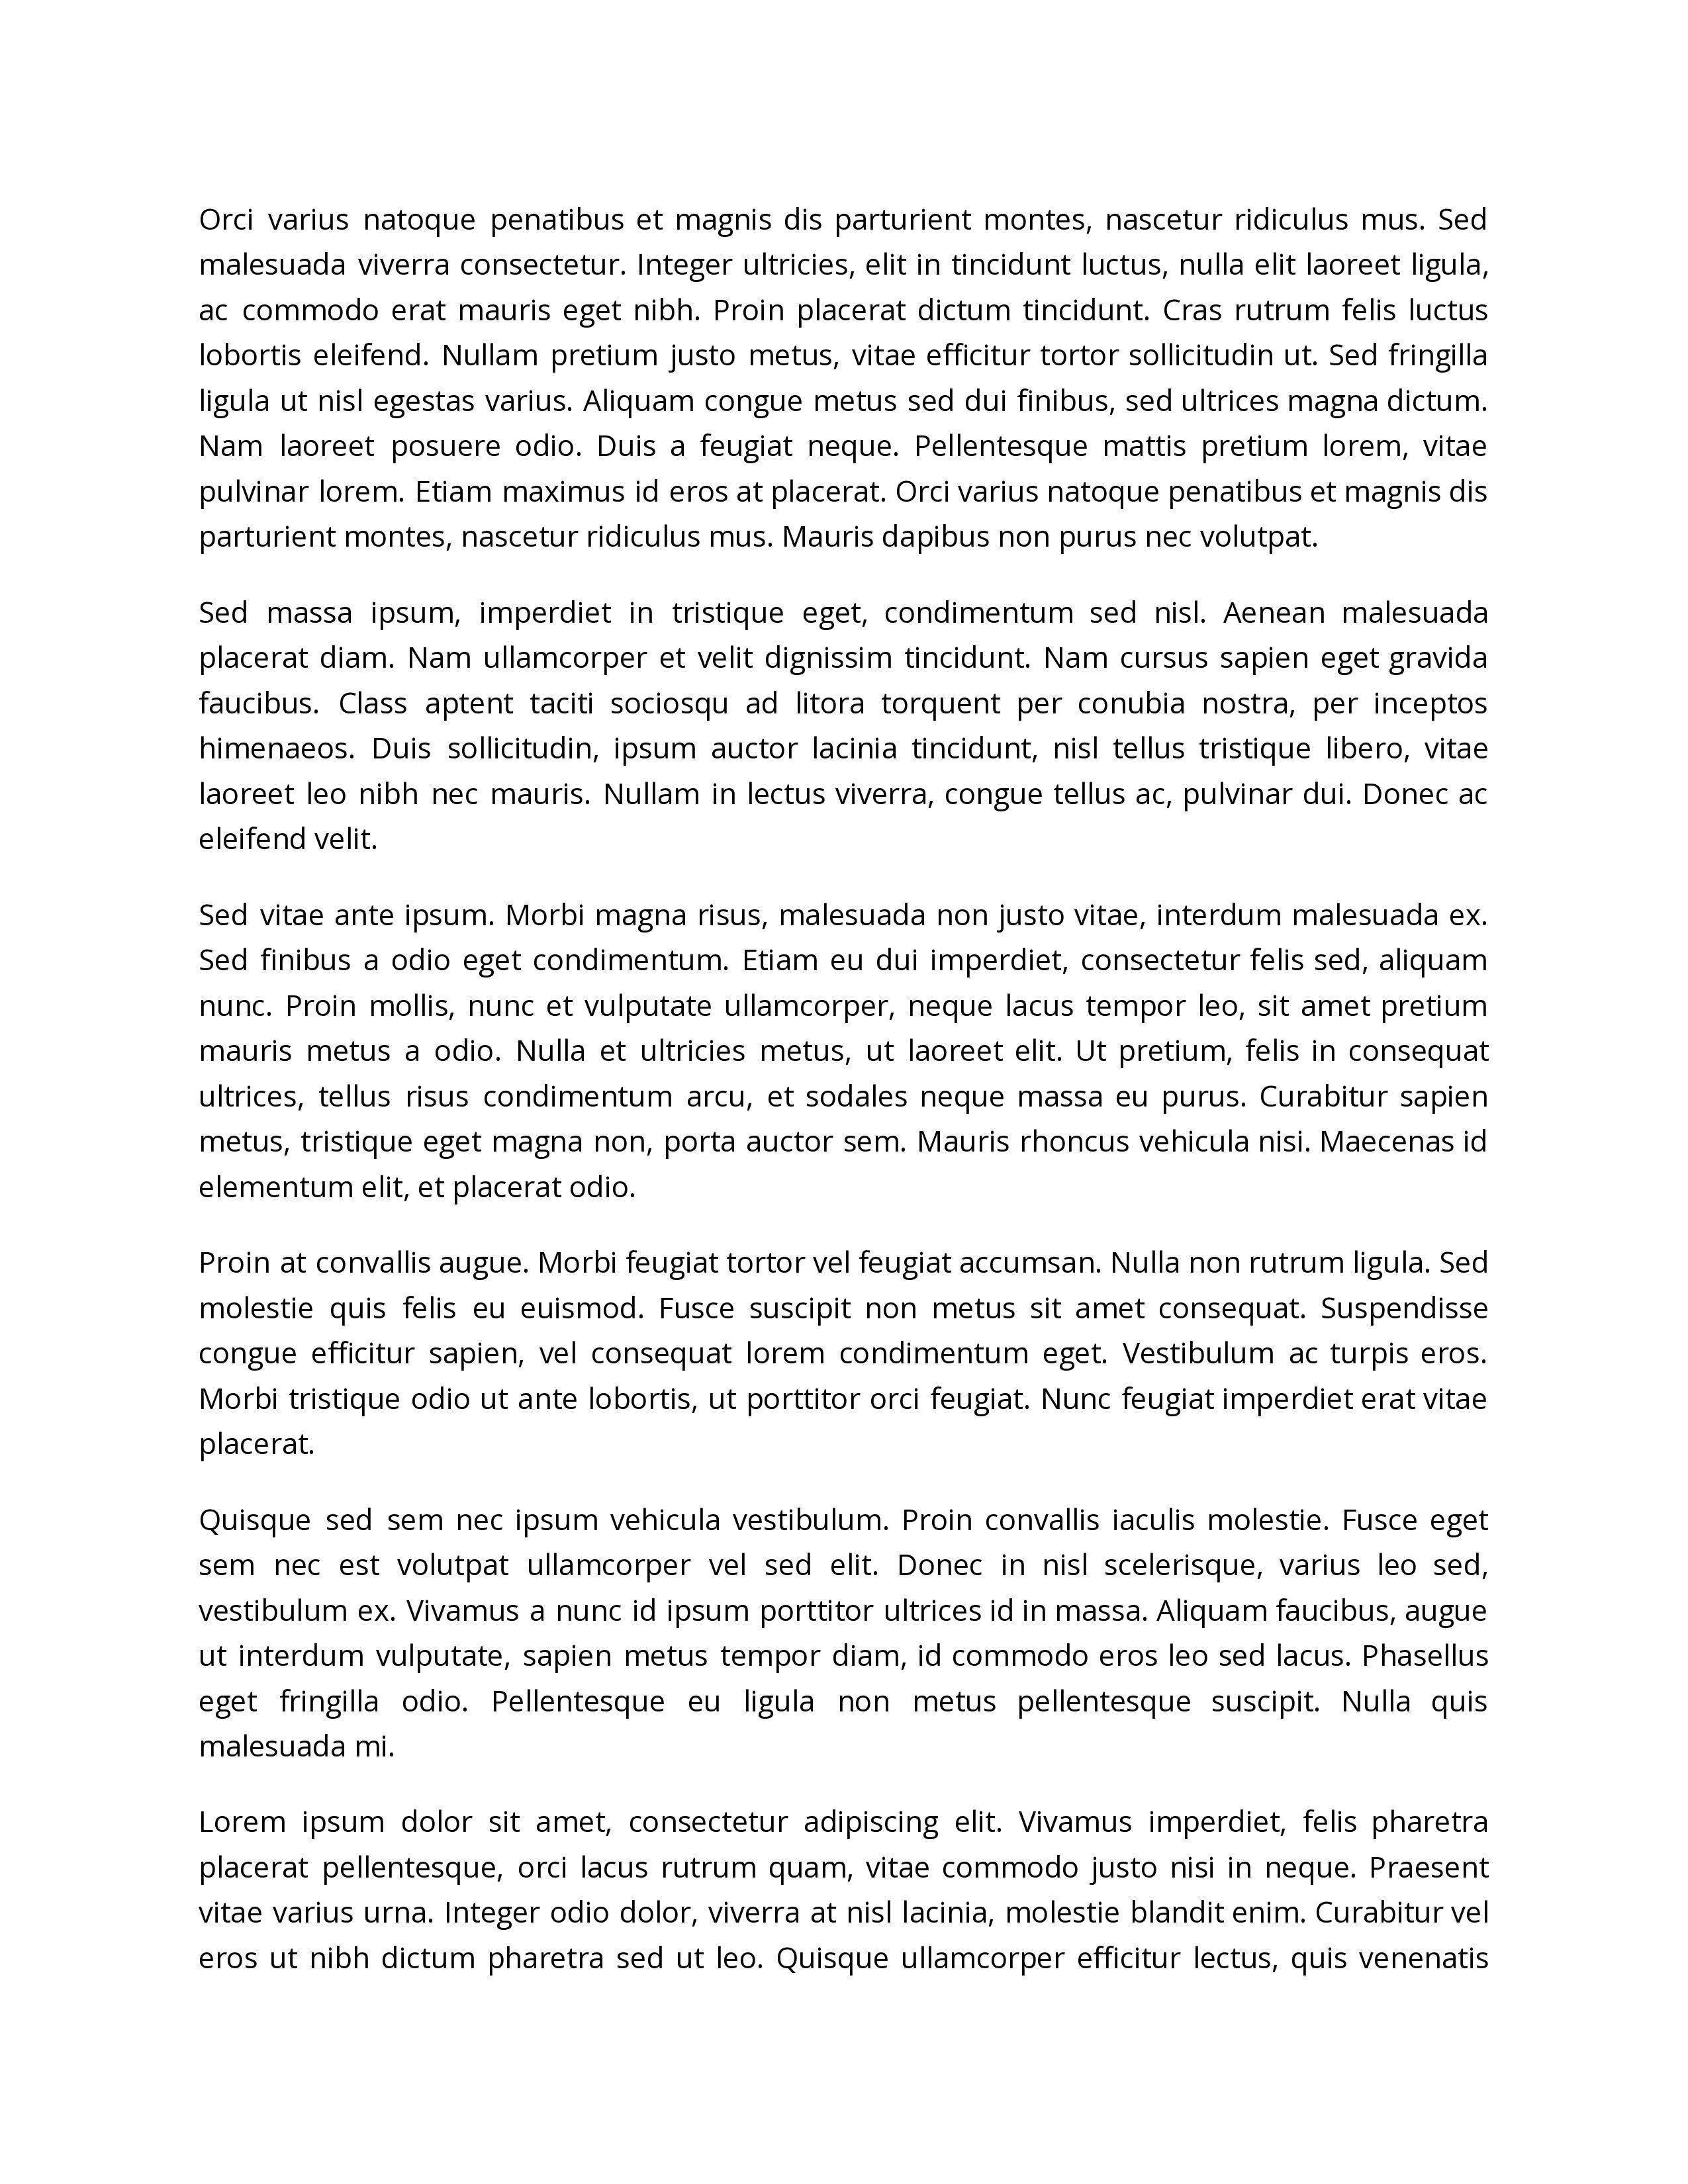 Orci varius natoque penatibus et magnis dis parturient montes, nascetur ridiculus mus. Sed
malesuada viverra consectetur. Integer ultricies, elit in tincidunt luctus, nulla elit laoreet ligula,
ac commodo erat mauris eget nibh. Proin placerat dictum tincidunt. Cras rutrum felis luctus
lobortis eleifend. Nullam pretium justo metus, vitae efficitur tortor sollicitudin ut. Sed fringilla
ligula ut nisl egestas varius. Aliquam congue metus sed dui finibus, sed ultrices magna dictum.
Nam laoreet posuere odio. Duis a feugiat neque. Pellentesque mattis pretium lorem, vitae
pulvinar lorem. Etiam maximus id eros at placerat. Orci varius natoque penatibus et magnis dis
parturient montes, nascetur ridiculus mus. Mauris dapibus non purus nec volutpat.
Sed massa ipsum, imperdiet in tristique eget, condimentum sed nisl. Aenean malesuada
placerat diam. Nam ullamcorper et velit dignissim tincidunt. Nam cursus sapien eget gravida
faucibus. Class aptent taciti sociosqu ad litora torquent per conubia nostra, per inceptos
himenaeos. Duis sollicitudin, ipsum auctor lacinia tincidunt, nisl tellus tristique libero, vitae
laoreet leo nibh nec mauris. Nullam in lectus viverra, congue tellus ac, pulvinar dui. Donec ac
eleifend velit.
Sed vitae ante ipsum. Morbi magna risus, malesuada non justo vitae, interdum malesuada ex.
Sed finibus a odio eget condimentum. Etiam eu dui imperdiet, consectetur felis sed, aliquam
nunc. Proin mollis, nunc et vulputate ullamcorper, neque lacus tempor leo, sit amet pretium
mauris metus a odio. Nulla et ultricies metus, ut laoreet elit. Ut pretium, felis in consequat
ultrices, tellus risus condimentum arcu, et sodales neque massa eu purus. Curabitur sapien
metus, tristique eget magna non, porta auctor sem. Mauris rhoncus vehicula nisi. Maecenas id
elementum elit, et placerat odio.
Proin at convallis augue. Morbi feugiat tortor vel feugiat accumsan. Nulla non rutrum ligula. Sed
molestie quis felis eu euismod. Fusce suscipit non metus sit amet consequat. Suspendisse
congue efficitur sapien, vel consequat lorem condimentum eget. Vestibulum ac turpis eros.
Morbi tristique odio ut ante lobortis, ut porttitor orci feugiat. Nunc feugiat imperdiet erat vitae
placerat.
Quisque sed sem nec ipsum vehicula vestibulum. Proin convallis iaculis molestie. Fusce eget
sem nec est volutpat ullamcorper vel sed elit. Donec in nisl scelerisque, varius leo sed,
vestibulum ex. Vivamus a nunc id ipsum porttitor ultrices id in massa. Aliquam faucibus, augue
ut interdum vulputate, sapien metus tempor diam, id commodo eros leo sed lacus. Phasellus
eget fringilla odio. Pellentesque eu ligula non metus pellentesque suscipit. Nulla quis
malesuada mi.
Lorem ipsum dolor sit amet, consectetur adipiscing elit. Vivamus imperdiet, felis pharetra
placerat pellentesque, orci lacus rutrum quam, vitae commodo justo nisi in neque. Praesent
vitae varius urna. Integer odio dolor, viverra at nisl lacinia, molestie blandit enim. Curabitur vel
eros ut nibh dictum pharetra sed ut leo. Quisque ullamcorper efficitur lectus, quis venenatis